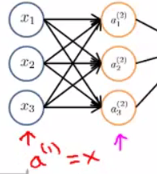 x₁ a₁⁽²⁾
x₂ a₂⁽²⁾
x₃ a₃⁽²⁾
a⁽¹⁾ = x